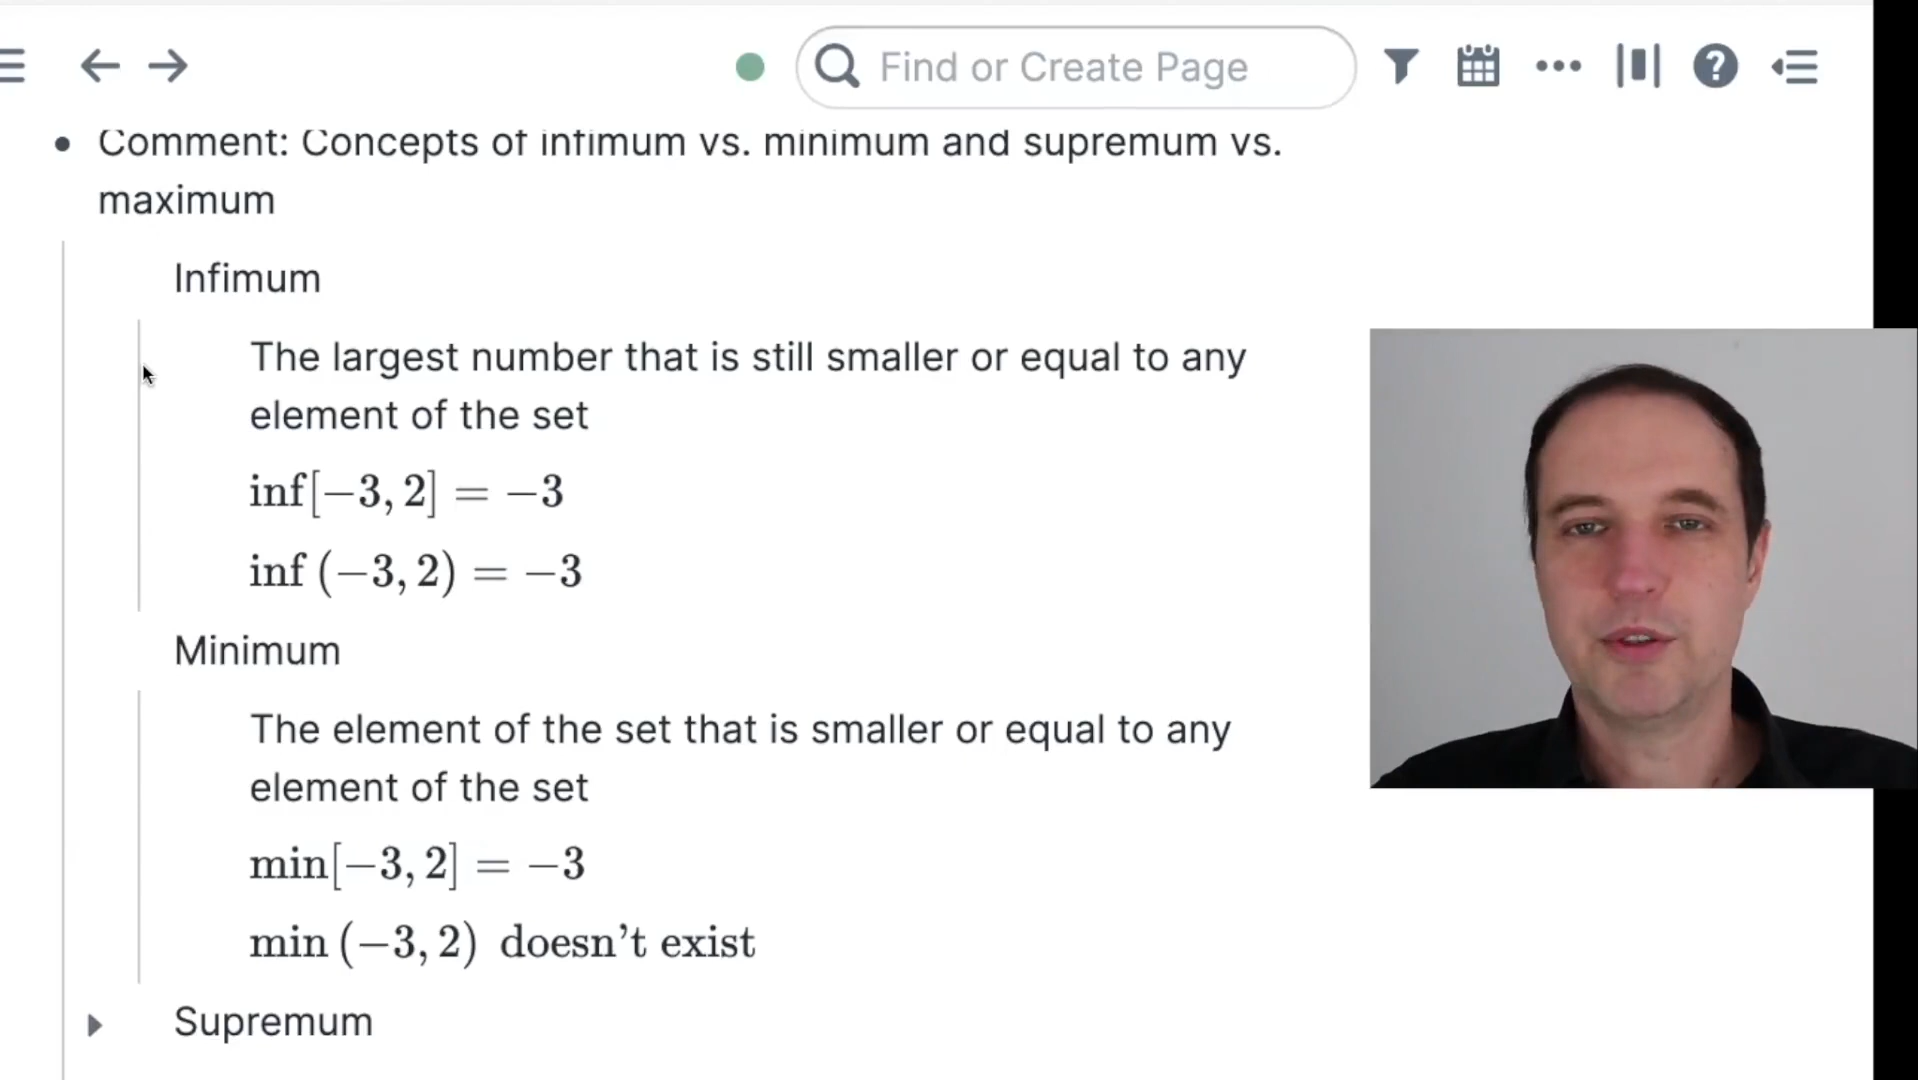 Find or Create Page
Comment: Concepts of infimum vs. minimum and supremum vs.
maximum
Infimum
The largest number that is still smaller or equal to any
element of the set
inf[−3, 2] = −3
inf (−3, 2) = −3
Minimum
The element of the set that is smaller or equal to any
element of the set
min[−3, 2] = −3
min (−3, 2) doesn’t exist
Supremum